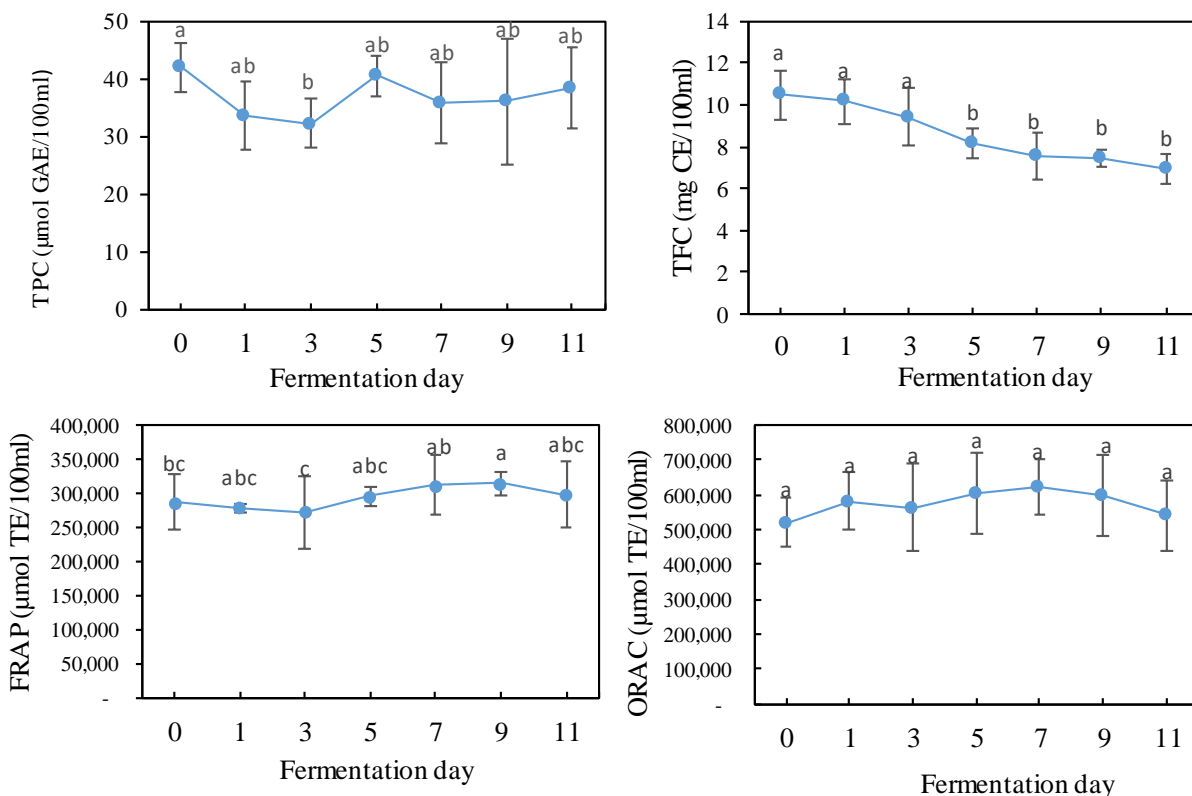 TPC (µmol GAE/100ml)
50
40
30
20
10
0
a
ab
b
ab
ab
ab
ab
0 1 3 5 7 9 11
Fermentation day
TFC (mg CE/100ml)
14
12
10
8
6
4
2
0
a
a
a
b
b
b
b
0 1 3 5 7 9 11
Fermentation day
FRAP (µmol TE/100ml)
400,000
350,000
300,000
250,000
200,000
150,000
100,000
50,000
-
bc
abc
c
abc
ab
a
abc
0 1 3 5 7 9 11
Fermentation day
ORAC (µmol TE/100ml)
800,000
700,000
600,000
500,000
400,000
300,000
200,000
100,000
-
a
a
a
a
a
a
a
0 1 3 5 7 9 11
Fermentation day